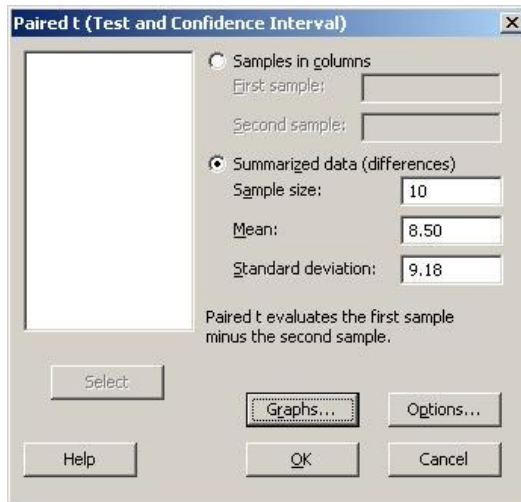 Paired t (Test and Confidence Interval)
Samples in columns
First sample:
Second sample:
Summarized data (differences)
Sample size: 10
Mean: 8.50
Standard deviation: 9.18
Paired t evaluates the first sample
minus the second sample.
Select
Graphs... Options...
Help OK Cancel